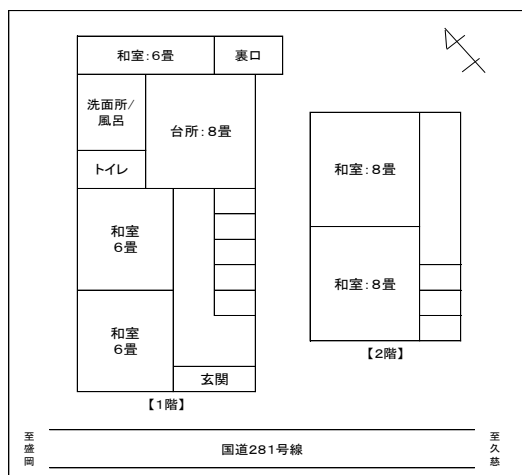 和室:6畳
裏口
洗面所/
風呂
台所:8畳
トイレ
和室
6畳
和室
6畳
玄関
【1階】
和室:8畳
和室:8畳
【2階】
至盛岡
国道281号線
至久慈